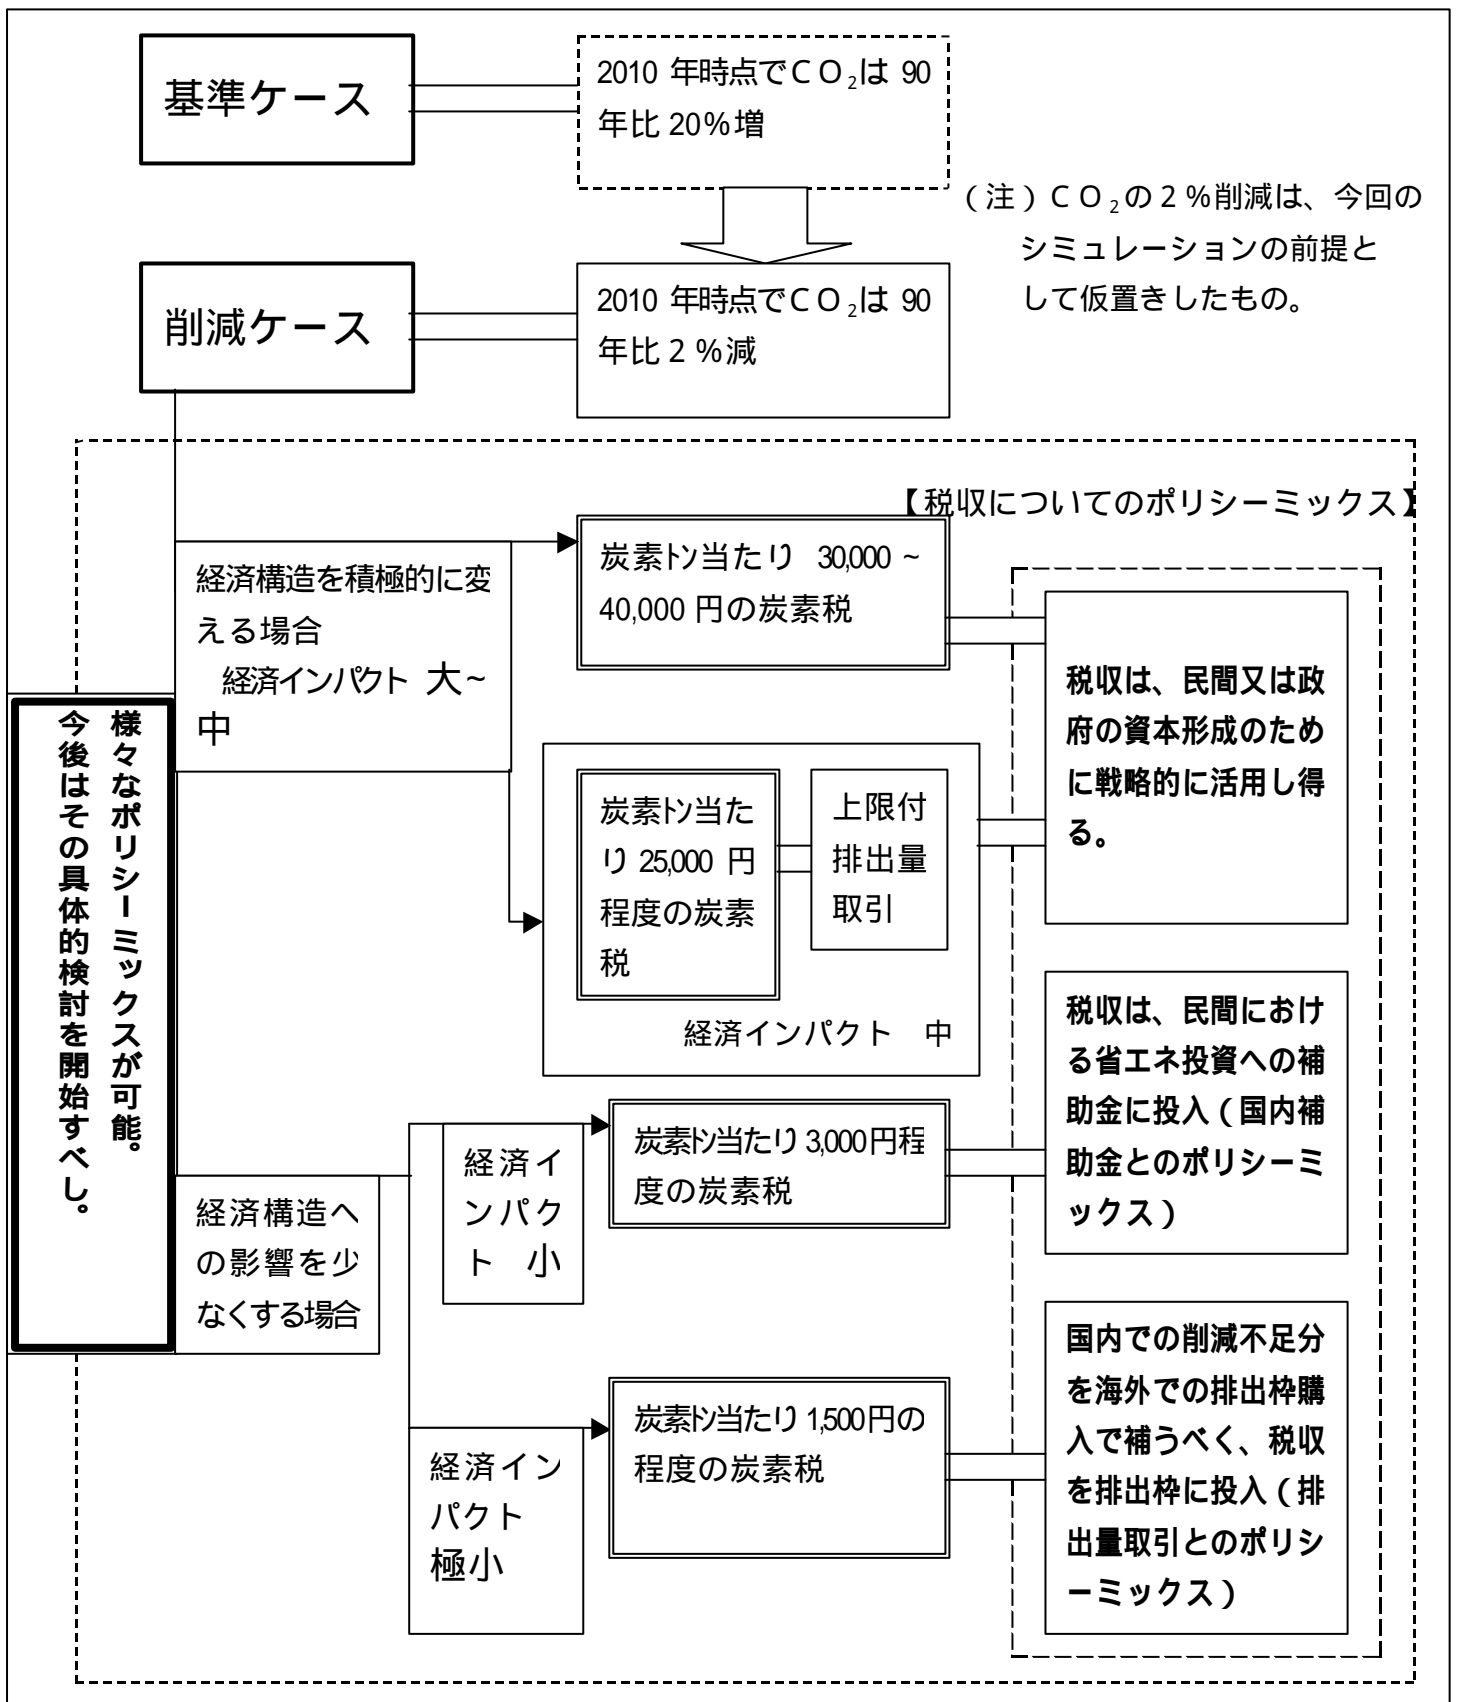 基準ケース
2010 年時点でCO₂は 90
年比 20%増
(注)CO₂の2%削減は、今回の
シミュレーションの前提と
して仮置きしたもの。
削減ケース
2010 年時点でCO₂は 90
年比 2 %減
【税収についてのポリシーミックス】
経済構造を積極的に変
える場合
経済インパクト 大~
中
炭素トン当たり 30,000 ~
40,000 円の炭素税
税収は、民間又は政
府の資本形成のため
に戦略的に活用し得
る。
様々なポリシーミックスが可能。
今後はその具体的検討を開始すべし。
炭素トン当た
り 25,000 円
程度の炭素
税
上限付
排出量
取引
経済インパクト 中
税収は、民間におけ
る省エネ投資への補
助金に投入(国内補
助金とのポリシーミ
ックス)
経済構造へ
の影響を少
なくする場合
経済イ
ンパク
ト 小
炭素トン当たり 3,000円程
度の炭素税
経済イン
パクト
極小
炭素トン当たり 1,500円の
程度の炭素税
国内での削減不足分
を海外での排出枠購
入で補うべく、税収
を排出枠に投入(排
出量取引とのポリシ
ーミックス)